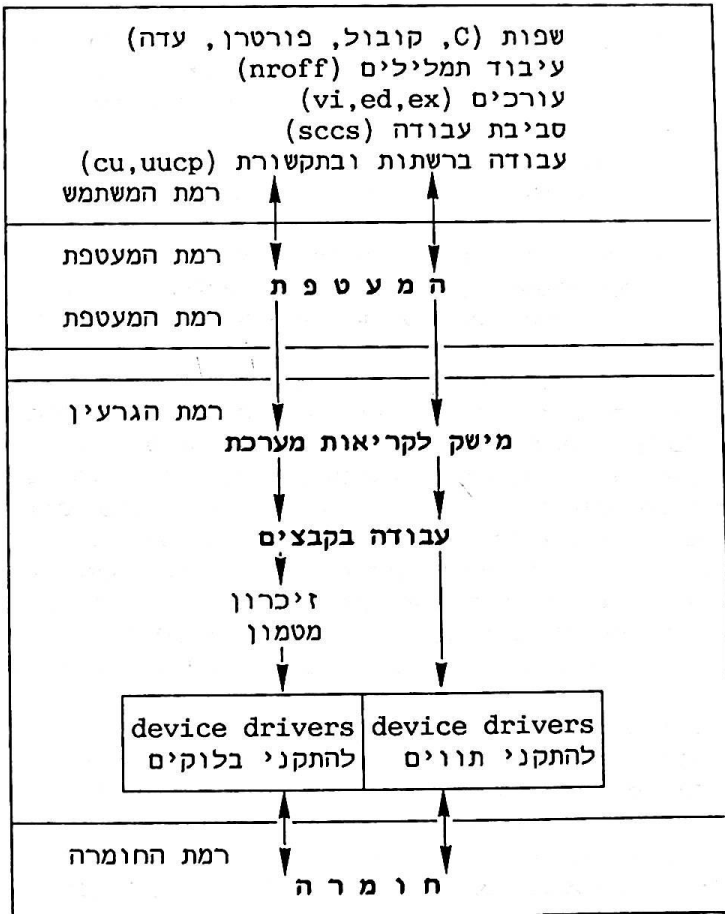 שפות (C, קובול, פורטרן, עדה)
עיבוד תמלילים (nroff)
עורכים (vi,ed,ex)
סביבת עבודה (sccs)
עבודה ברשתות ובתקשורת (cu,uucp)
רמת המשתמש
רמת המעטפת
ה מ ע ט פ ת
רמת המעטפת
רמת הגרעין
מישק לקריאות מערכת
עבודה בקבצים
זיכרון
מטמון
device drivers
להתקני תווים
device drivers
להתקני בלוקים
רמת החומרה
ח ו מ ר ה